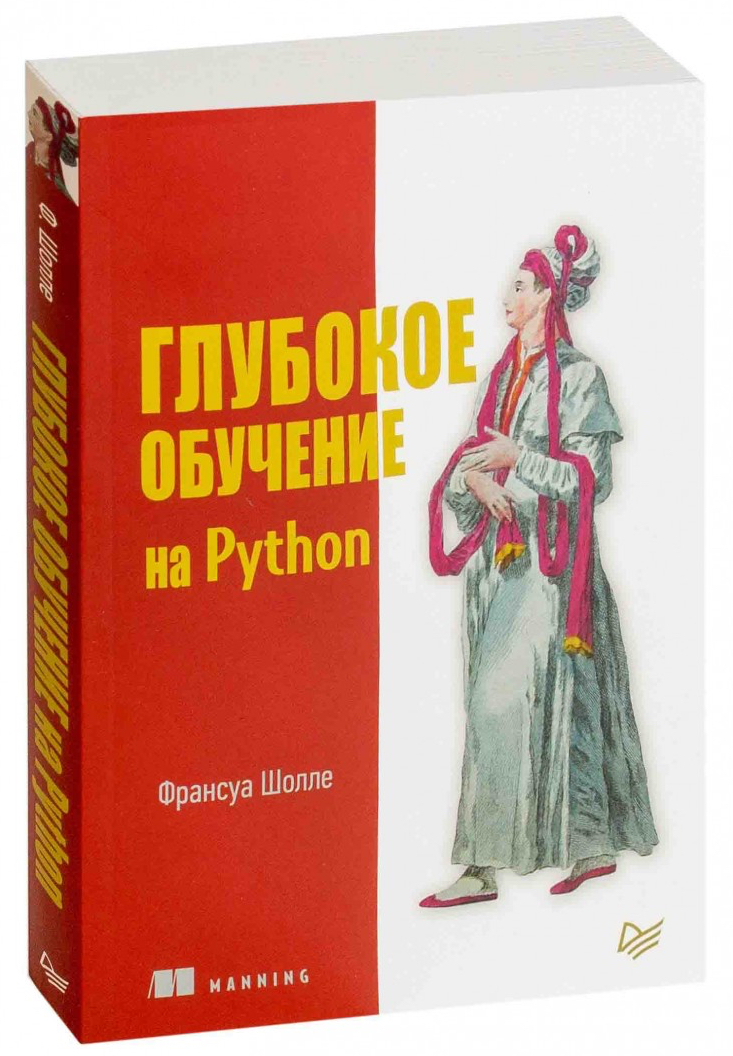 ГЛУБОКОЕ
ОБУЧЕНИЕ
на Python
Франсуа Шолле
MANNING
Ф. Шолле
ГЛУБОКОЕ ОБУЧЕНИЕ на Python